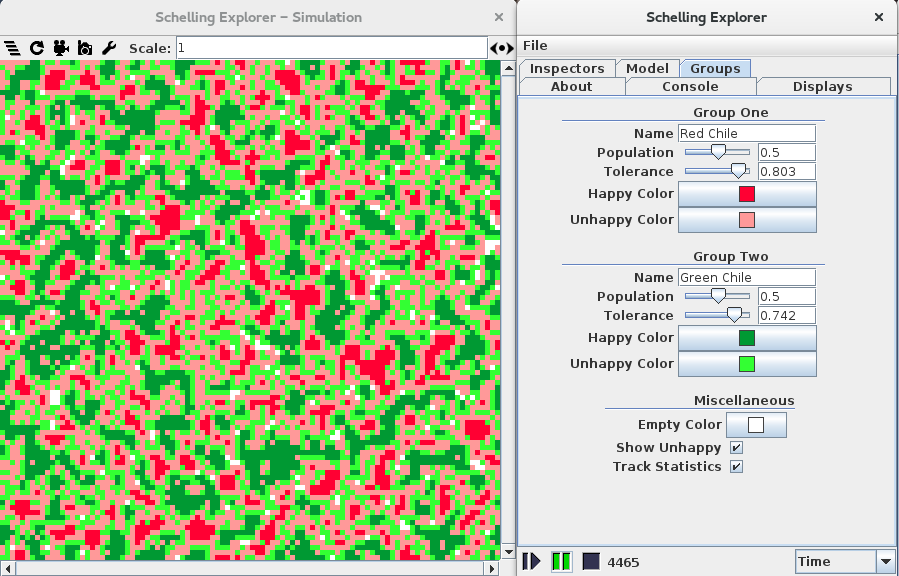 Schelling Explorer – Simulation
Scale: 1
Schelling Explorer
File
Inspectors Model Groups
About Console Displays
Group One
Name Red Chile
Population 0.5
Tolerance 0.803
Happy Color
Unhappy Color
Group Two
Name Green Chile
Population 0.5
Tolerance 0.742
Happy Color
Unhappy Color
Miscellaneous
Empty Color
Show Unhappy
Track Statistics
4465 Time